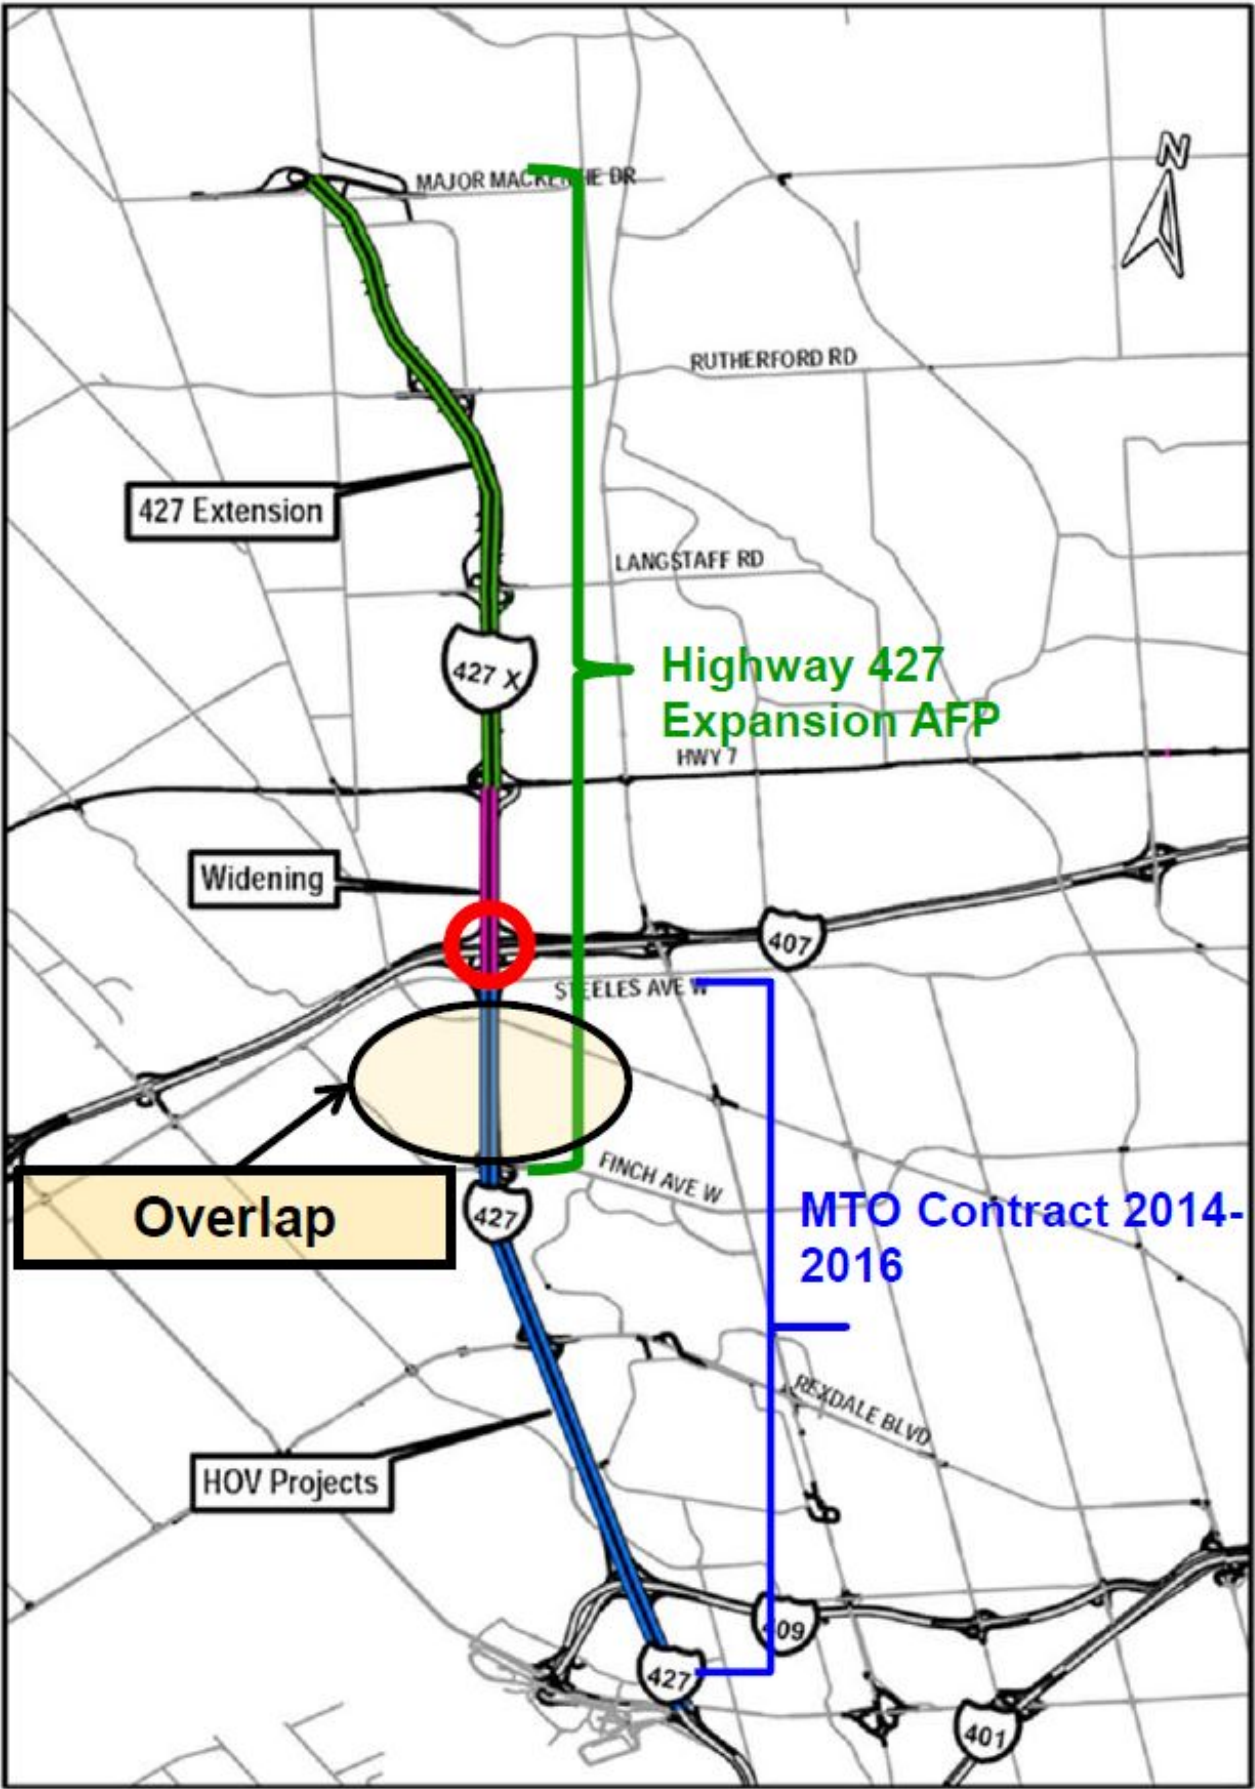 N
MAJOR MACKENZIE DR
RUTHERFORD RD
427 Extension
LANGSTAFF RD
427 X
Highway 427
Expansion AFP
HWY 7
Widening
407
STEELES AVE W
FINCH AVE W
Overlap
427
MTO Contract 2014-
2016
REXDALE BLVD
HOV Projects
409
427
401